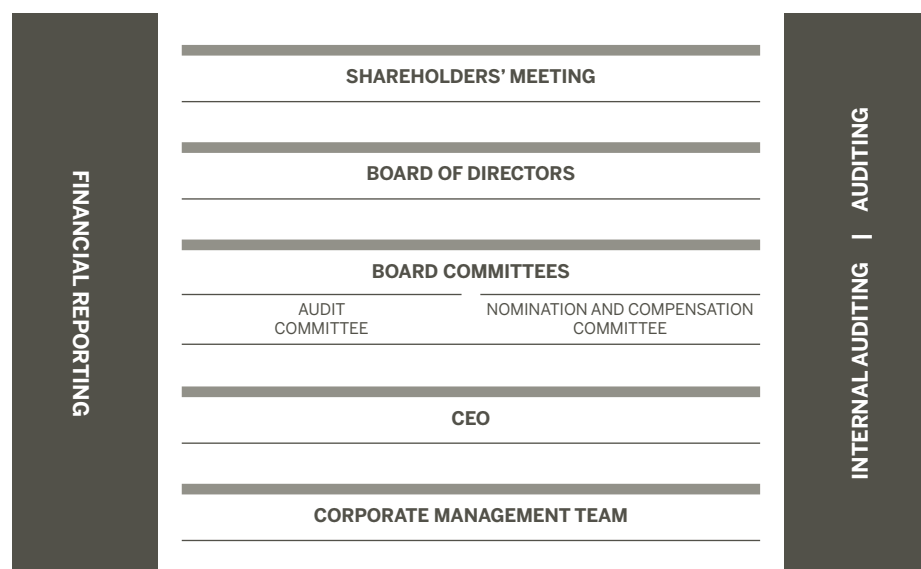 FINANCIAL REPORTING
SHAREHOLDERS' MEETING
BOARD OF DIRECTORS
BOARD COMMITTEES
AUDIT
COMMITTEE
NOMINATION AND COMPENSATION
COMMITTEE
CEO
CORPORATE MANAGEMENT TEAM
INTERNAL AUDITING | AUDITING